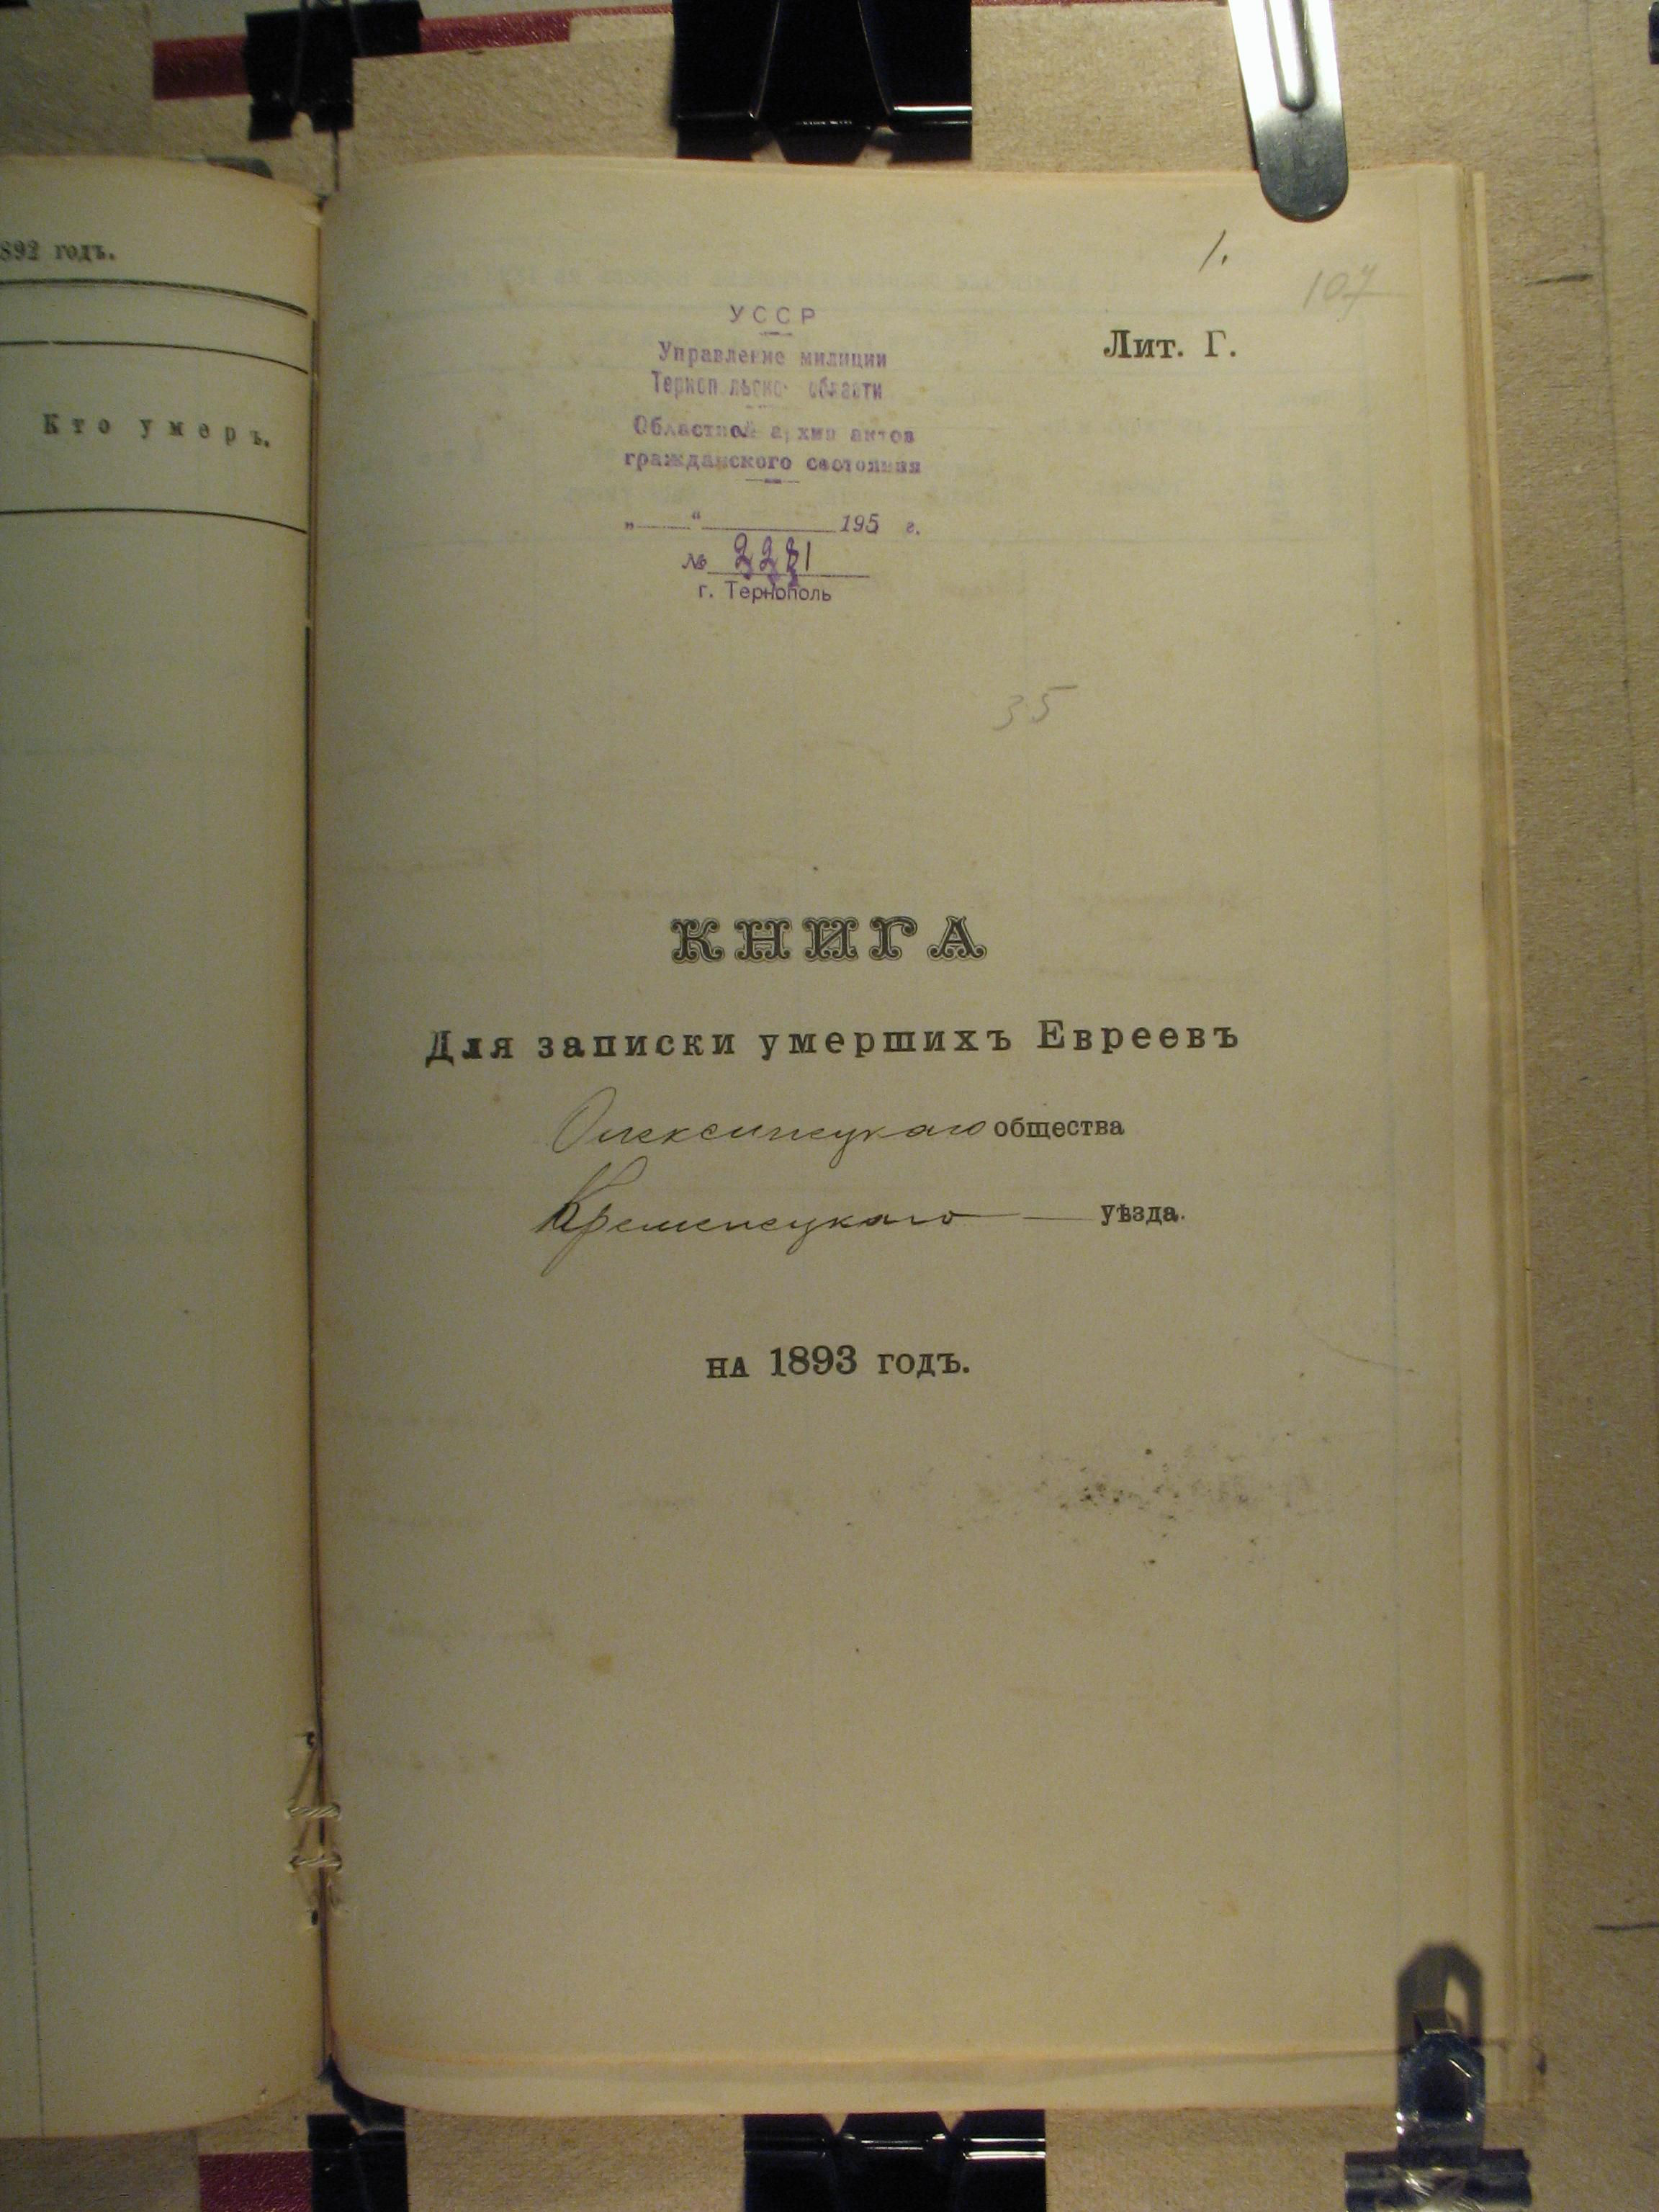 892 годъ.
Кто умеръ.
1.
107
Лит. Г.
УССР
Управление милиции
Тернопольской области
Областной архив актов
гражданского состояния
„ “ 195 г.
№
г. Тернополь
35
КНИГА
Для записки умершихъ Евреевъ
Олексинецкаго общества
Кременецкаго уѣзда.
на 1893 годъ.